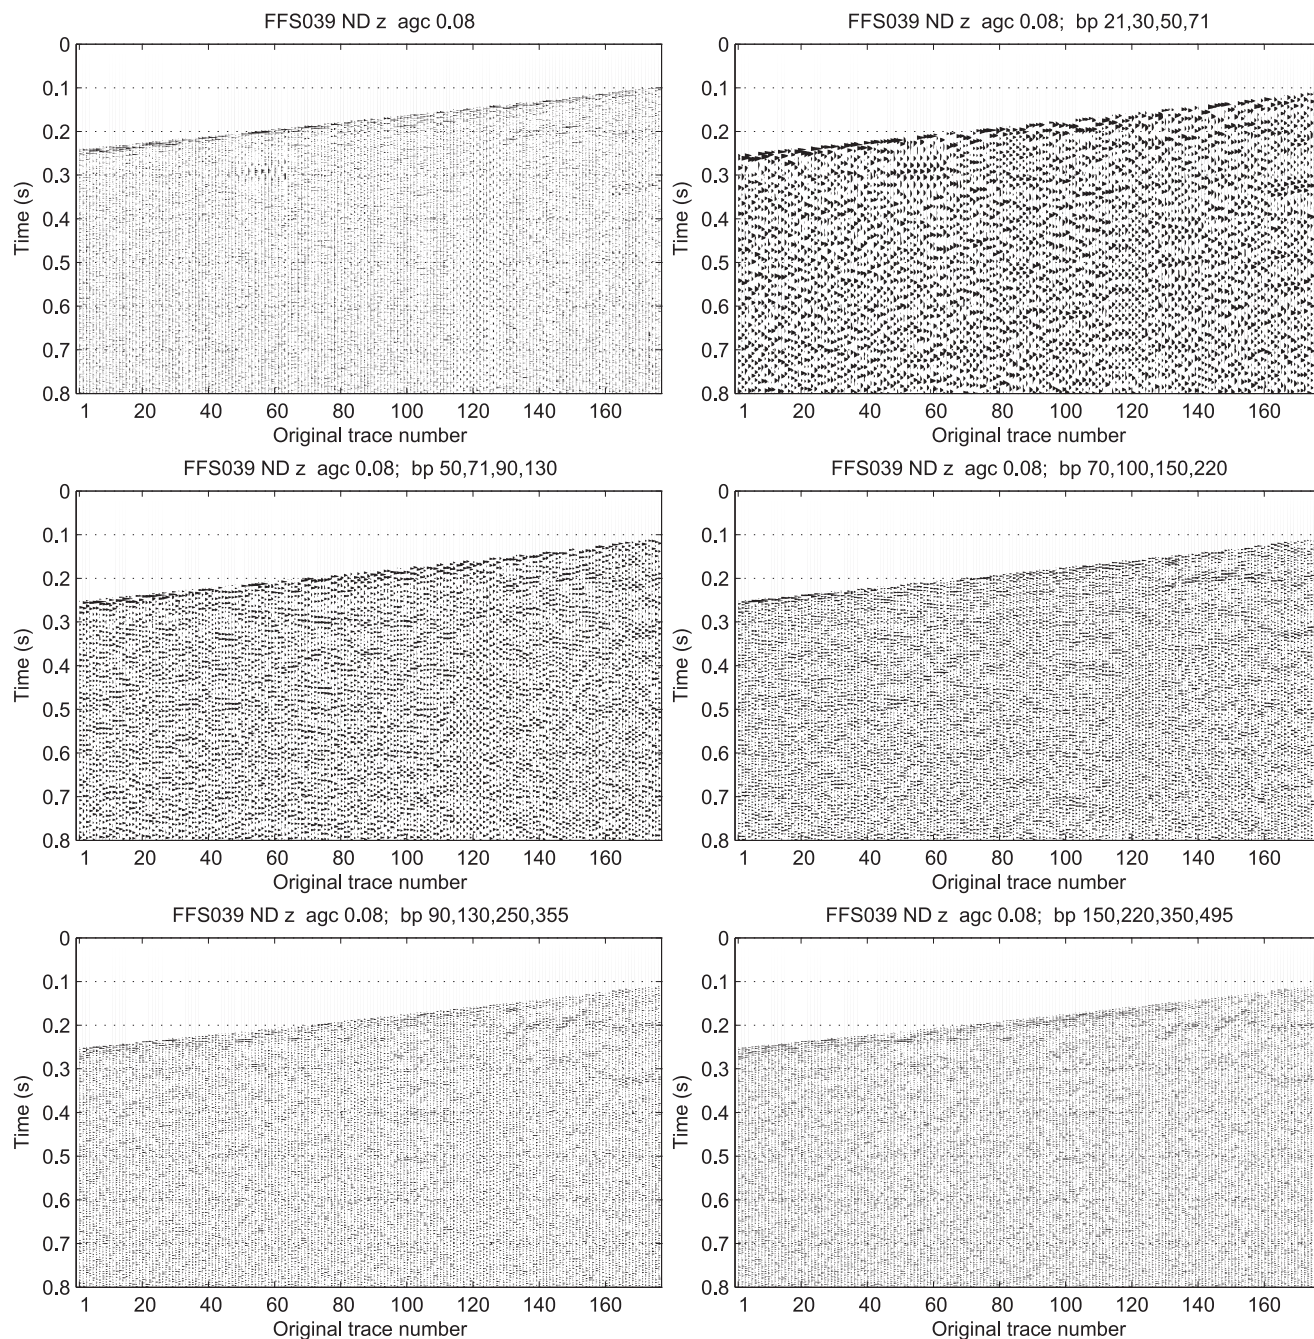 FFS039 ND z  agc 0.08
FFS039 ND z  agc 0.08;  bp 21,30,50,71
0
0.1
0.2
0.3
0.4
0.5
0.6
0.7
0.8
Time (s)
1 20 40 60 80 100 120 140 160
Original trace number
0
0.1
0.2
0.3
0.4
0.5
0.6
0.7
0.8
Time (s)
1 20 40 60 80 100 120 140 160
Original trace number
FFS039 ND z  agc 0.08;  bp 50,71,90,130
FFS039 ND z  agc 0.08;  bp 70,100,150,220
0
0.1
0.2
0.3
0.4
0.5
0.6
0.7
0.8
Time (s)
1 20 40 60 80 100 120 140 160
Original trace number
0
0.1
0.2
0.3
0.4
0.5
0.6
0.7
0.8
Time (s)
1 20 40 60 80 100 120 140 160
Original trace number
FFS039 ND z  agc 0.08;  bp 90,130,250,355
FFS039 ND z  agc 0.08;  bp 150,220,350,495
0
0.1
0.2
0.3
0.4
0.5
0.6
0.7
0.8
Time (s)
1 20 40 60 80 100 120 140 160
Original trace number
0
0.1
0.2
0.3
0.4
0.5
0.6
0.7
0.8
Time (s)
1 20 40 60 80 100 120 140 160
Original trace number